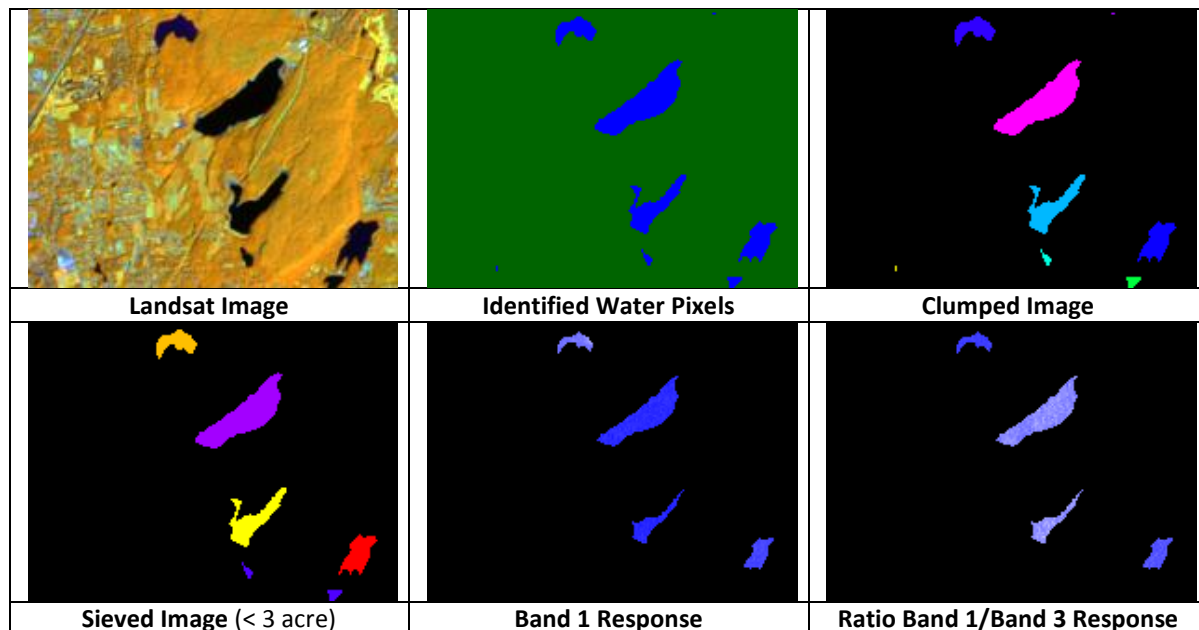 Landsat Image
Identified Water Pixels
Clumped Image
Sieved Image (< 3 acre)
Band 1 Response
Ratio Band 1/Band 3 Response